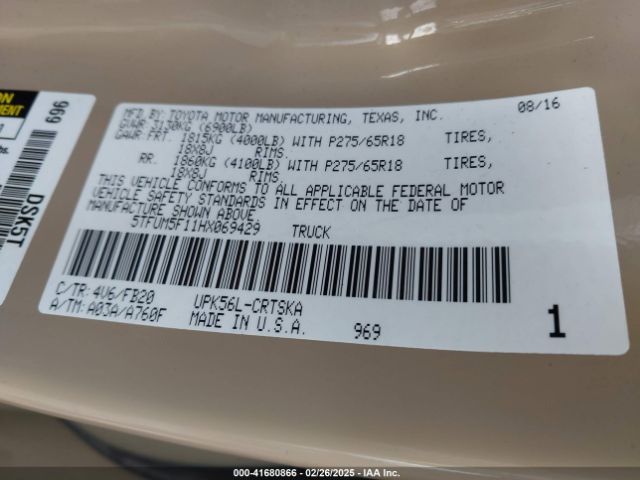 MFD.BY: TOYOTA MOTOR MANUFACTURING, TEXAS, INC. 08/16
GVWR: 3130KG (6900LB)
GAWR FRT. 1815KG (4000LB) WITH P275/65R18 TIRES,
18X8J RIMS.
RR. 1860KG (4100LB) WITH P275/65R18 TIRES,
18X8J RIMS.
THIS VEHICLE CONFORMS TO ALL APPLICABLE FEDERAL MOTOR
VEHICLE SAFETY STANDARDS IN EFFECT ON THE DATE OF
MANUFACTURE SHOWN ABOVE.
5TFUM5F11HX069429 TRUCK
C/TR: 4V6/FB20 UPK56L-CRTSKA
A/TM: A03A/A760F MADE IN U.S.A. 969 1
969
DSK5T
000-41680866 - 02/26/2025 - IAA Inc.